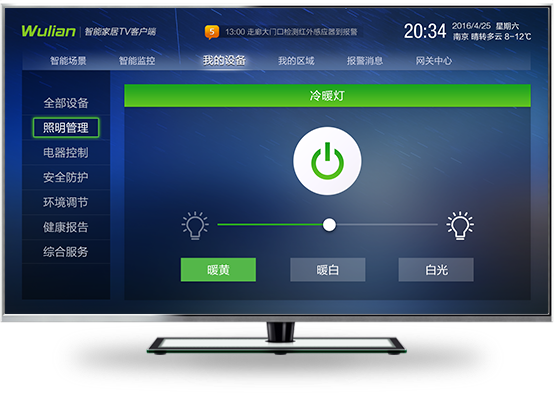 Wulian 智能家居TV客户端
5 13:00 走廊大门口检测红外感应器到报警
20:34
2016/4/25 星期六
南京 晴转多云 8-12℃
智能场景 智能监控 我的设备 我的区域 报警消息 网关中心
全部设备
照明管理
电器控制
安全防护
环境调节
健康报告
综合服务
冷暖灯
暖黄 暖白 白光